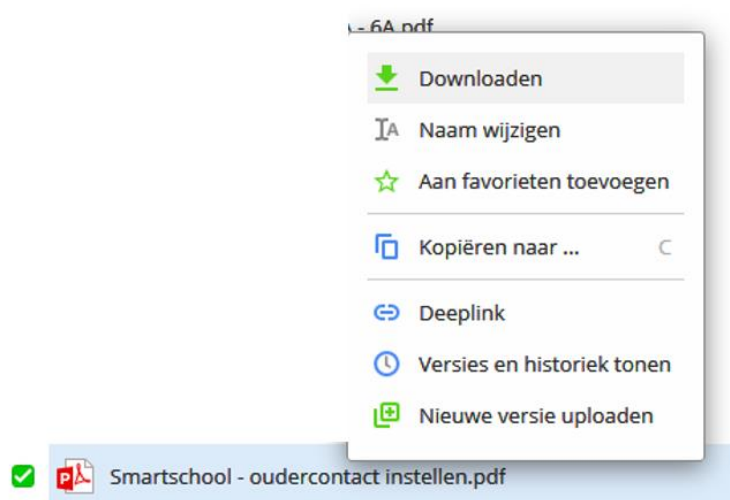 - 6A.pdf
Downloaden
Naam wijzigen
Aan favorieten toevoegen
Kopiëren naar ... C
Deeplink
Versies en historiek tonen
Nieuwe versie uploaden
Smartschool - oudercontact instellen.pdf